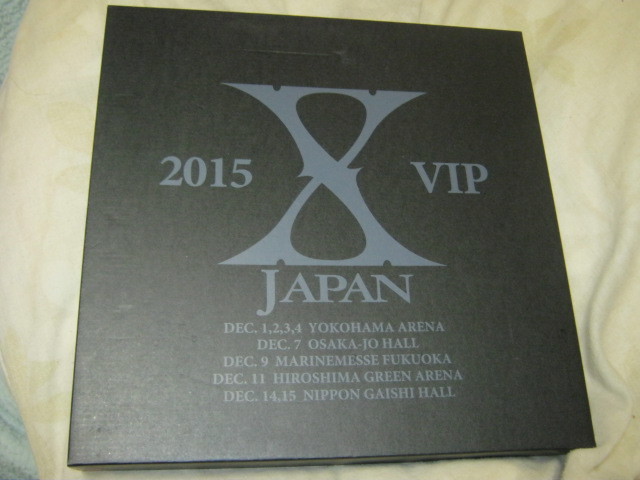 2015 X VIP
JAPAN
DEC. 1,2,3,4 YOKOHAMA ARENA
DEC. 7 OSAKA-JO HALL
DEC. 9 MARINEMESSE FUKUOKA
DEC. 11 HIROSHIMA GREEN ARENA
DEC. 14,15 NIPPON GAISHI HALL